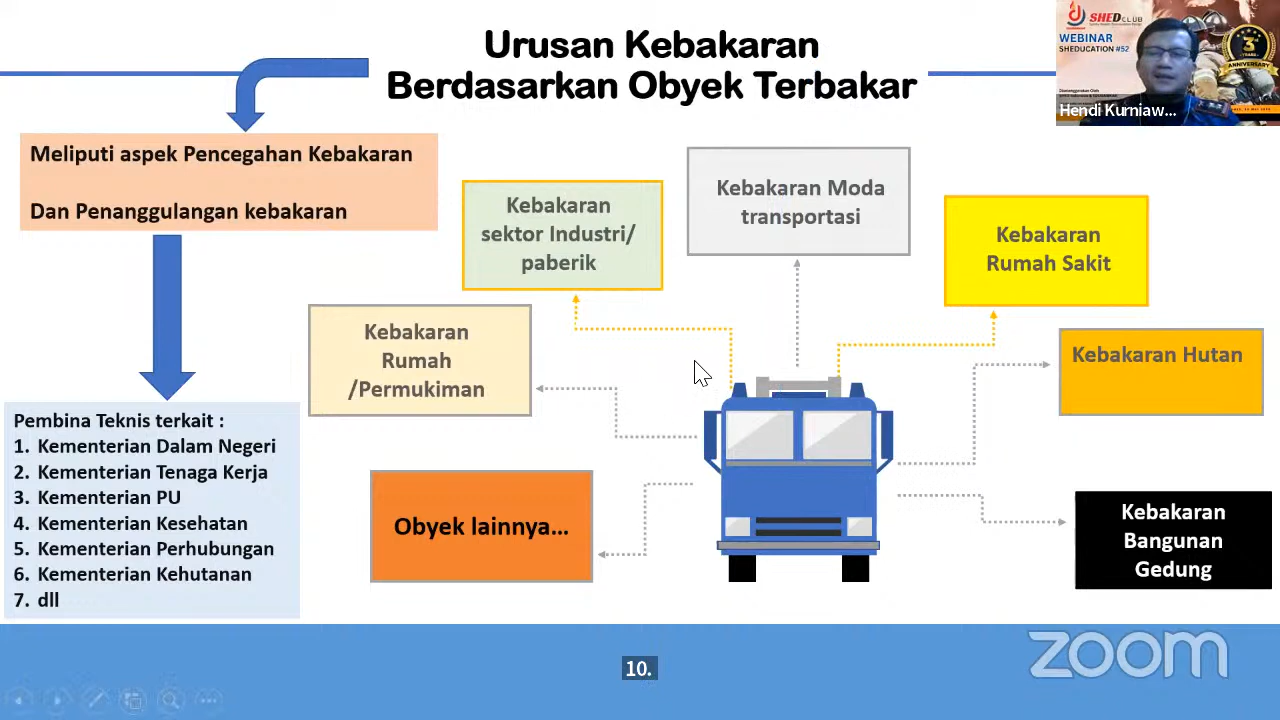 Urusan Kebakaran
Berdasarkan Obyek Terbakar
SHED CLUB
WEBINAR
SHEDUCATION #52
3
YEARS
ANNIVERSARY
Hendi Kurniaw...
Meliputi aspek Pencegahan Kebakaran
Dan Penanggulangan kebakaran
Kebakaran
sektor Industri/
paberik
Kebakaran Moda
transportasi
Kebakaran
Rumah Sakit
Kebakaran
Rumah
/Permukiman
Kebakaran Hutan
Pembina Teknis terkait :
1. Kementerian Dalam Negeri
2. Kementerian Tenaga Kerja
3. Kementerian PU
4. Kementerian Kesehatan
5. Kementerian Perhubungan
6. Kementerian Kehutanan
7. dll
Obyek lainnya...
Kebakaran
Bangunan
Gedung
10.
zoom